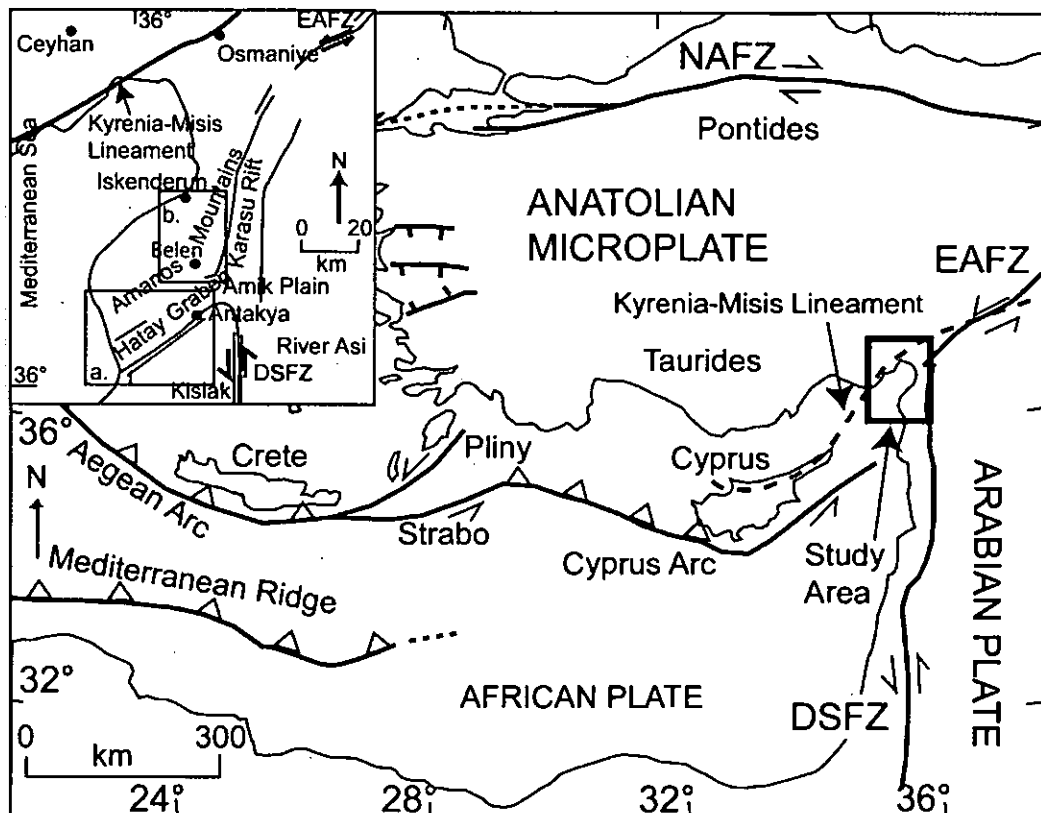 36°
Ceyhan
Osmaniye
EAFZ
Kyrenia-Misis
Lineament
Mediterranean Sea
Iskenderun
N
0 20
km
b.
Amanos Mountains
Karasu Rift
Belen
Amik Plain
Hatay Graben
Antakya
River Asi
a.
DSFZ
36°
Kislak
NAFZ
Pontides
ANATOLIAN
MICROPLATE
EAFZ
Kyrenia-Misis Lineament
Taurides
36°
Aegean Arc
Crete
Pliny
Strabo
Cyprus
Cyprus Arc
Study
Area
N
Mediterranean Ridge
ARABIAN PLATE
32°
AFRICAN PLATE
DSFZ
0 300
km
24° 28° 32° 36°